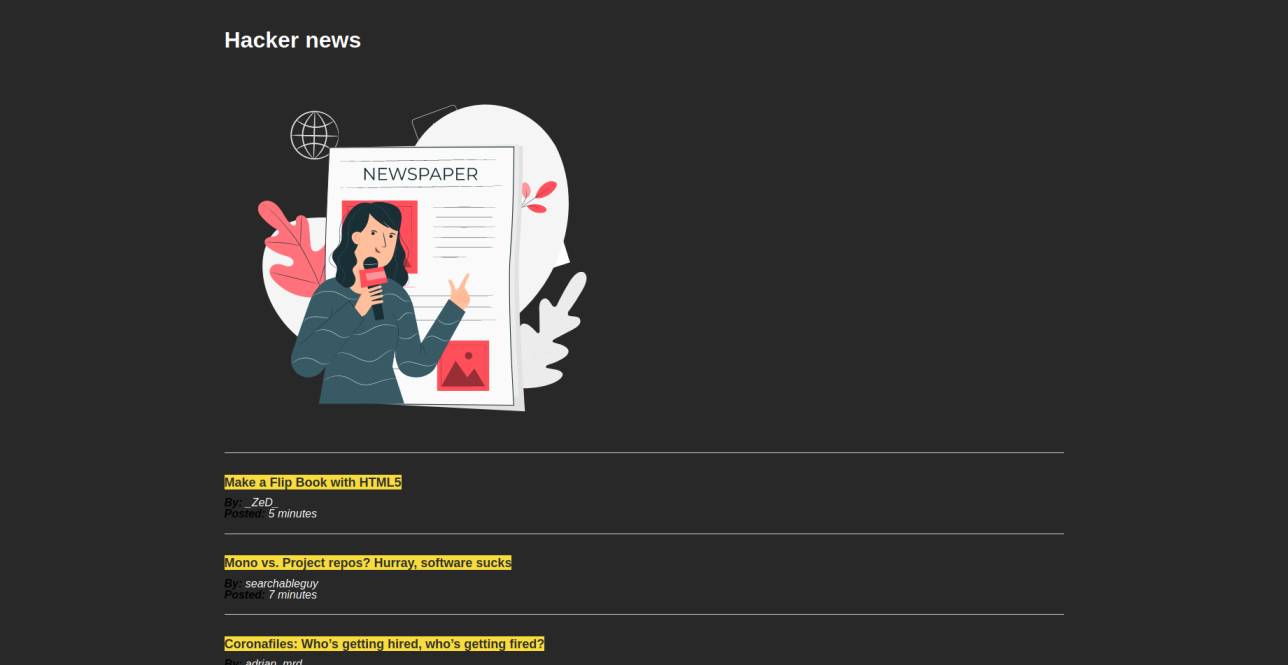 Hacker news
NEWSPAPER
Make a Flip Book with HTML5
By: _ZeD_
Posted: 5 minutes
Mono vs. Project repos? Hurray, software sucks
By: searchableguy
Posted: 7 minutes
Coronafiles: Who’s getting hired, who’s getting fired?
By: adrian_mrd